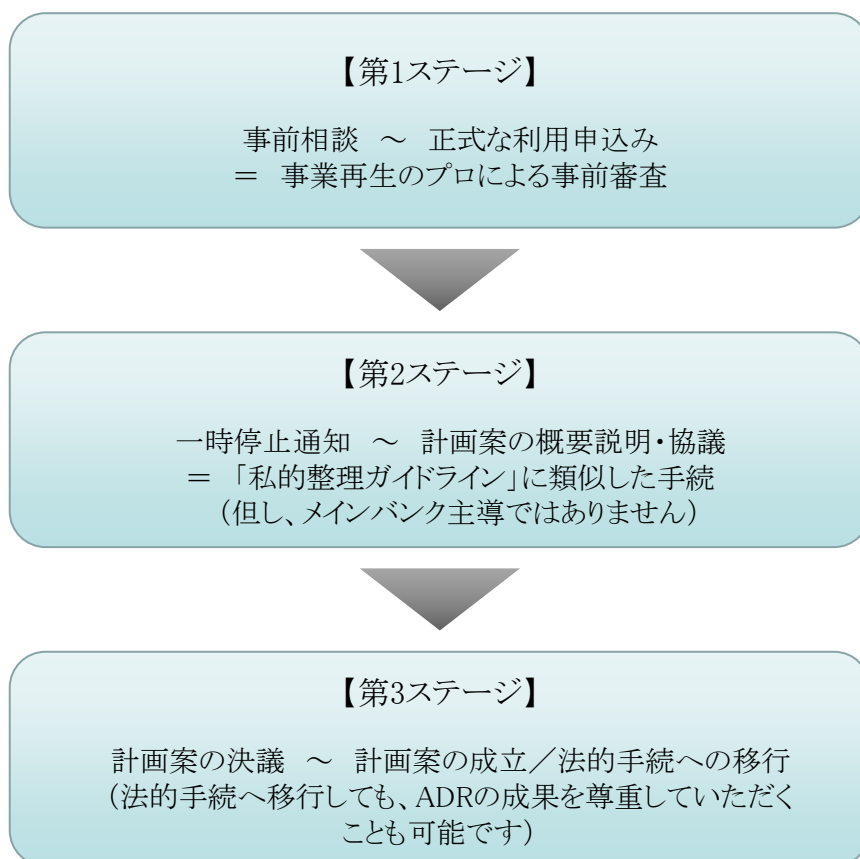 【第1ステージ】
事前相談 ～ 正式な利用申込み
＝ 事業再生のプロによる事前審査
【第2ステージ】
一時停止通知 ～ 計画案の概要説明・協議
＝ 「私的整理ガイドライン」に類似した手続
（但し、メインバンク主導ではありません）
【第3ステージ】
計画案の決議 ～ 計画案の成立／法的手続への移行
（法的手続へ移行しても、ADRの成果を尊重していただく
ことも可能です）